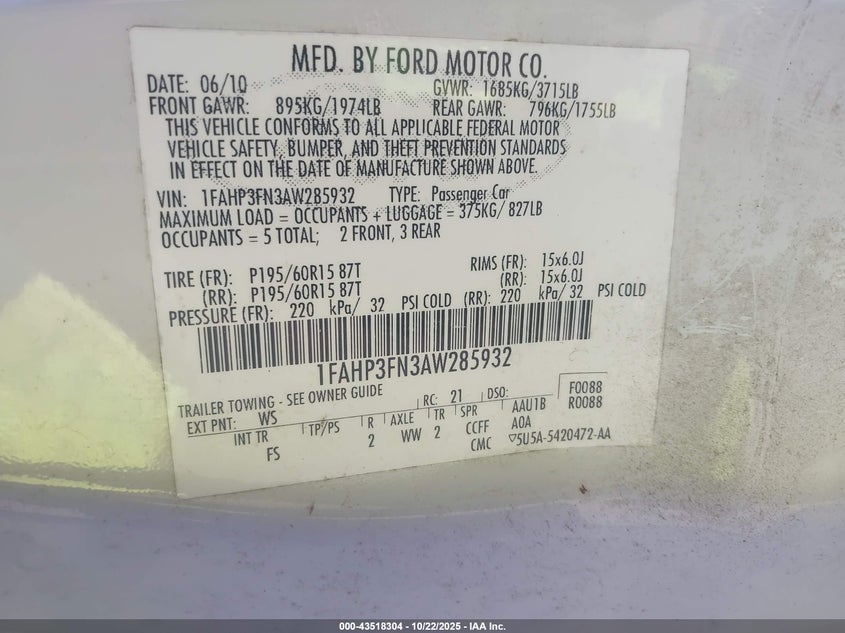 MFD. BY FORD MOTOR CO.
DATE: 06/10 GVWR: 1685KG/3715LB
FRONT GAWR: 895KG/1974LB REAR GAWR: 796KG/1755LB
THIS VEHICLE CONFORMS TO ALL APPLICABLE FEDERAL MOTOR
VEHICLE SAFETY, BUMPER, AND THEFT PREVENTION STANDARDS
IN EFFECT ON THE DATE OF MANUFACTURE SHOWN ABOVE.
VIN: 1FAHP3FN3AW285932 TYPE: Passenger Car
MAXIMUM LOAD = OCCUPANTS + LUGGAGE = 375KG/ 827LB
OCCUPANTS = 5 TOTAL; 2 FRONT, 3 REAR
TIRE (FR): P195/60R15 87T RIMS (FR): 15x6.0J
(RR): P195/60R15 87T (RR): 15x6.0J
PRESSURE (FR): 220 kPa/ 32 PSI COLD (RR): 220 kPa/ 32 PSI COLD
1FAHP3FN3AW285932
TRAILER TOWING - SEE OWNER GUIDE RC: 21 DSO: F0088
EXT PNT: WS R0088
INT TR TP/PS R AXLE TR SPR AAU1B
FS 2 WW 2 CCFF A0A
CMC 5U5A-5420472-AA
000-43518304 | 10/22/2025 | IAA Inc.